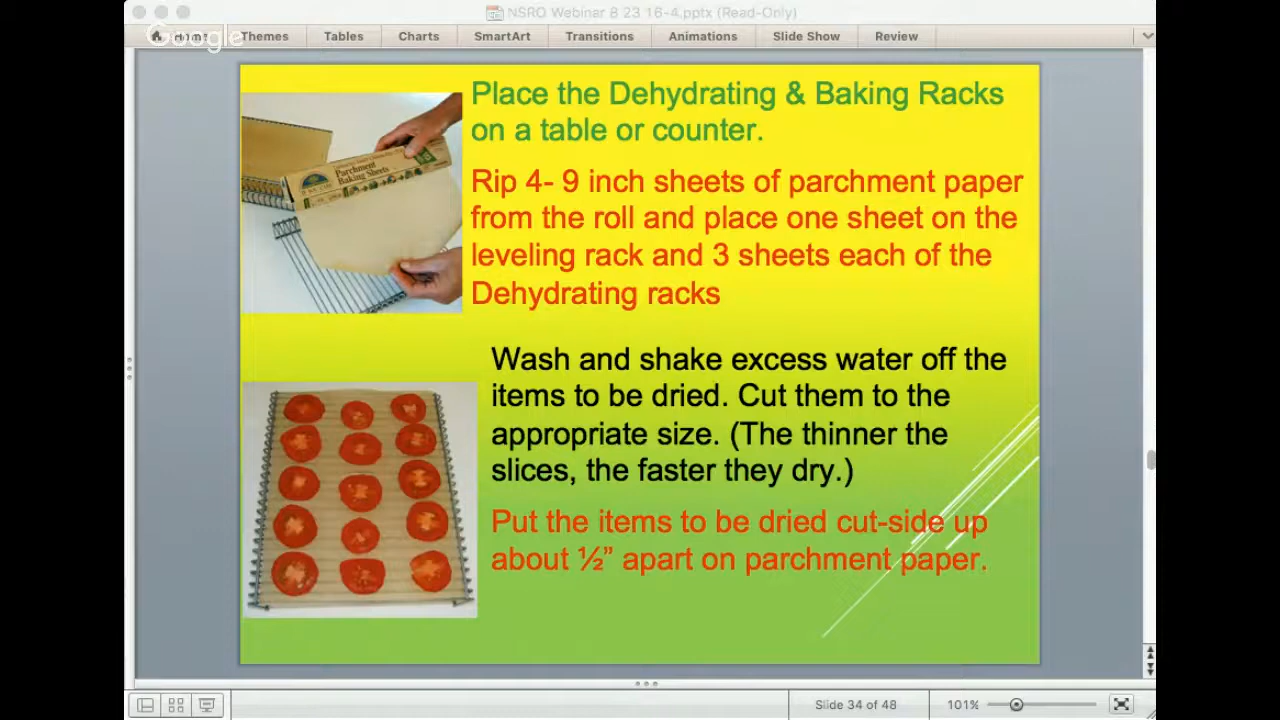 NSRO Webinar 8 23 16-4.pptx (Read-Only)
Google
Home Themes Tables Charts SmartArt Transitions Animations Slide Show Review
Place the Dehydrating & Baking Racks
on a table or counter.
Rip 4- 9 inch sheets of parchment paper
from the roll and place one sheet on the
leveling rack and 3 sheets each of the
Dehydrating racks
Parchment
Baking Sheets
Wash and shake excess water off the
items to be dried. Cut them to the
appropriate size. (The thinner the
slices, the faster they dry.)
Put the items to be dried cut-side up
about ½” apart on parchment paper.
Slide 34 of 48
101%